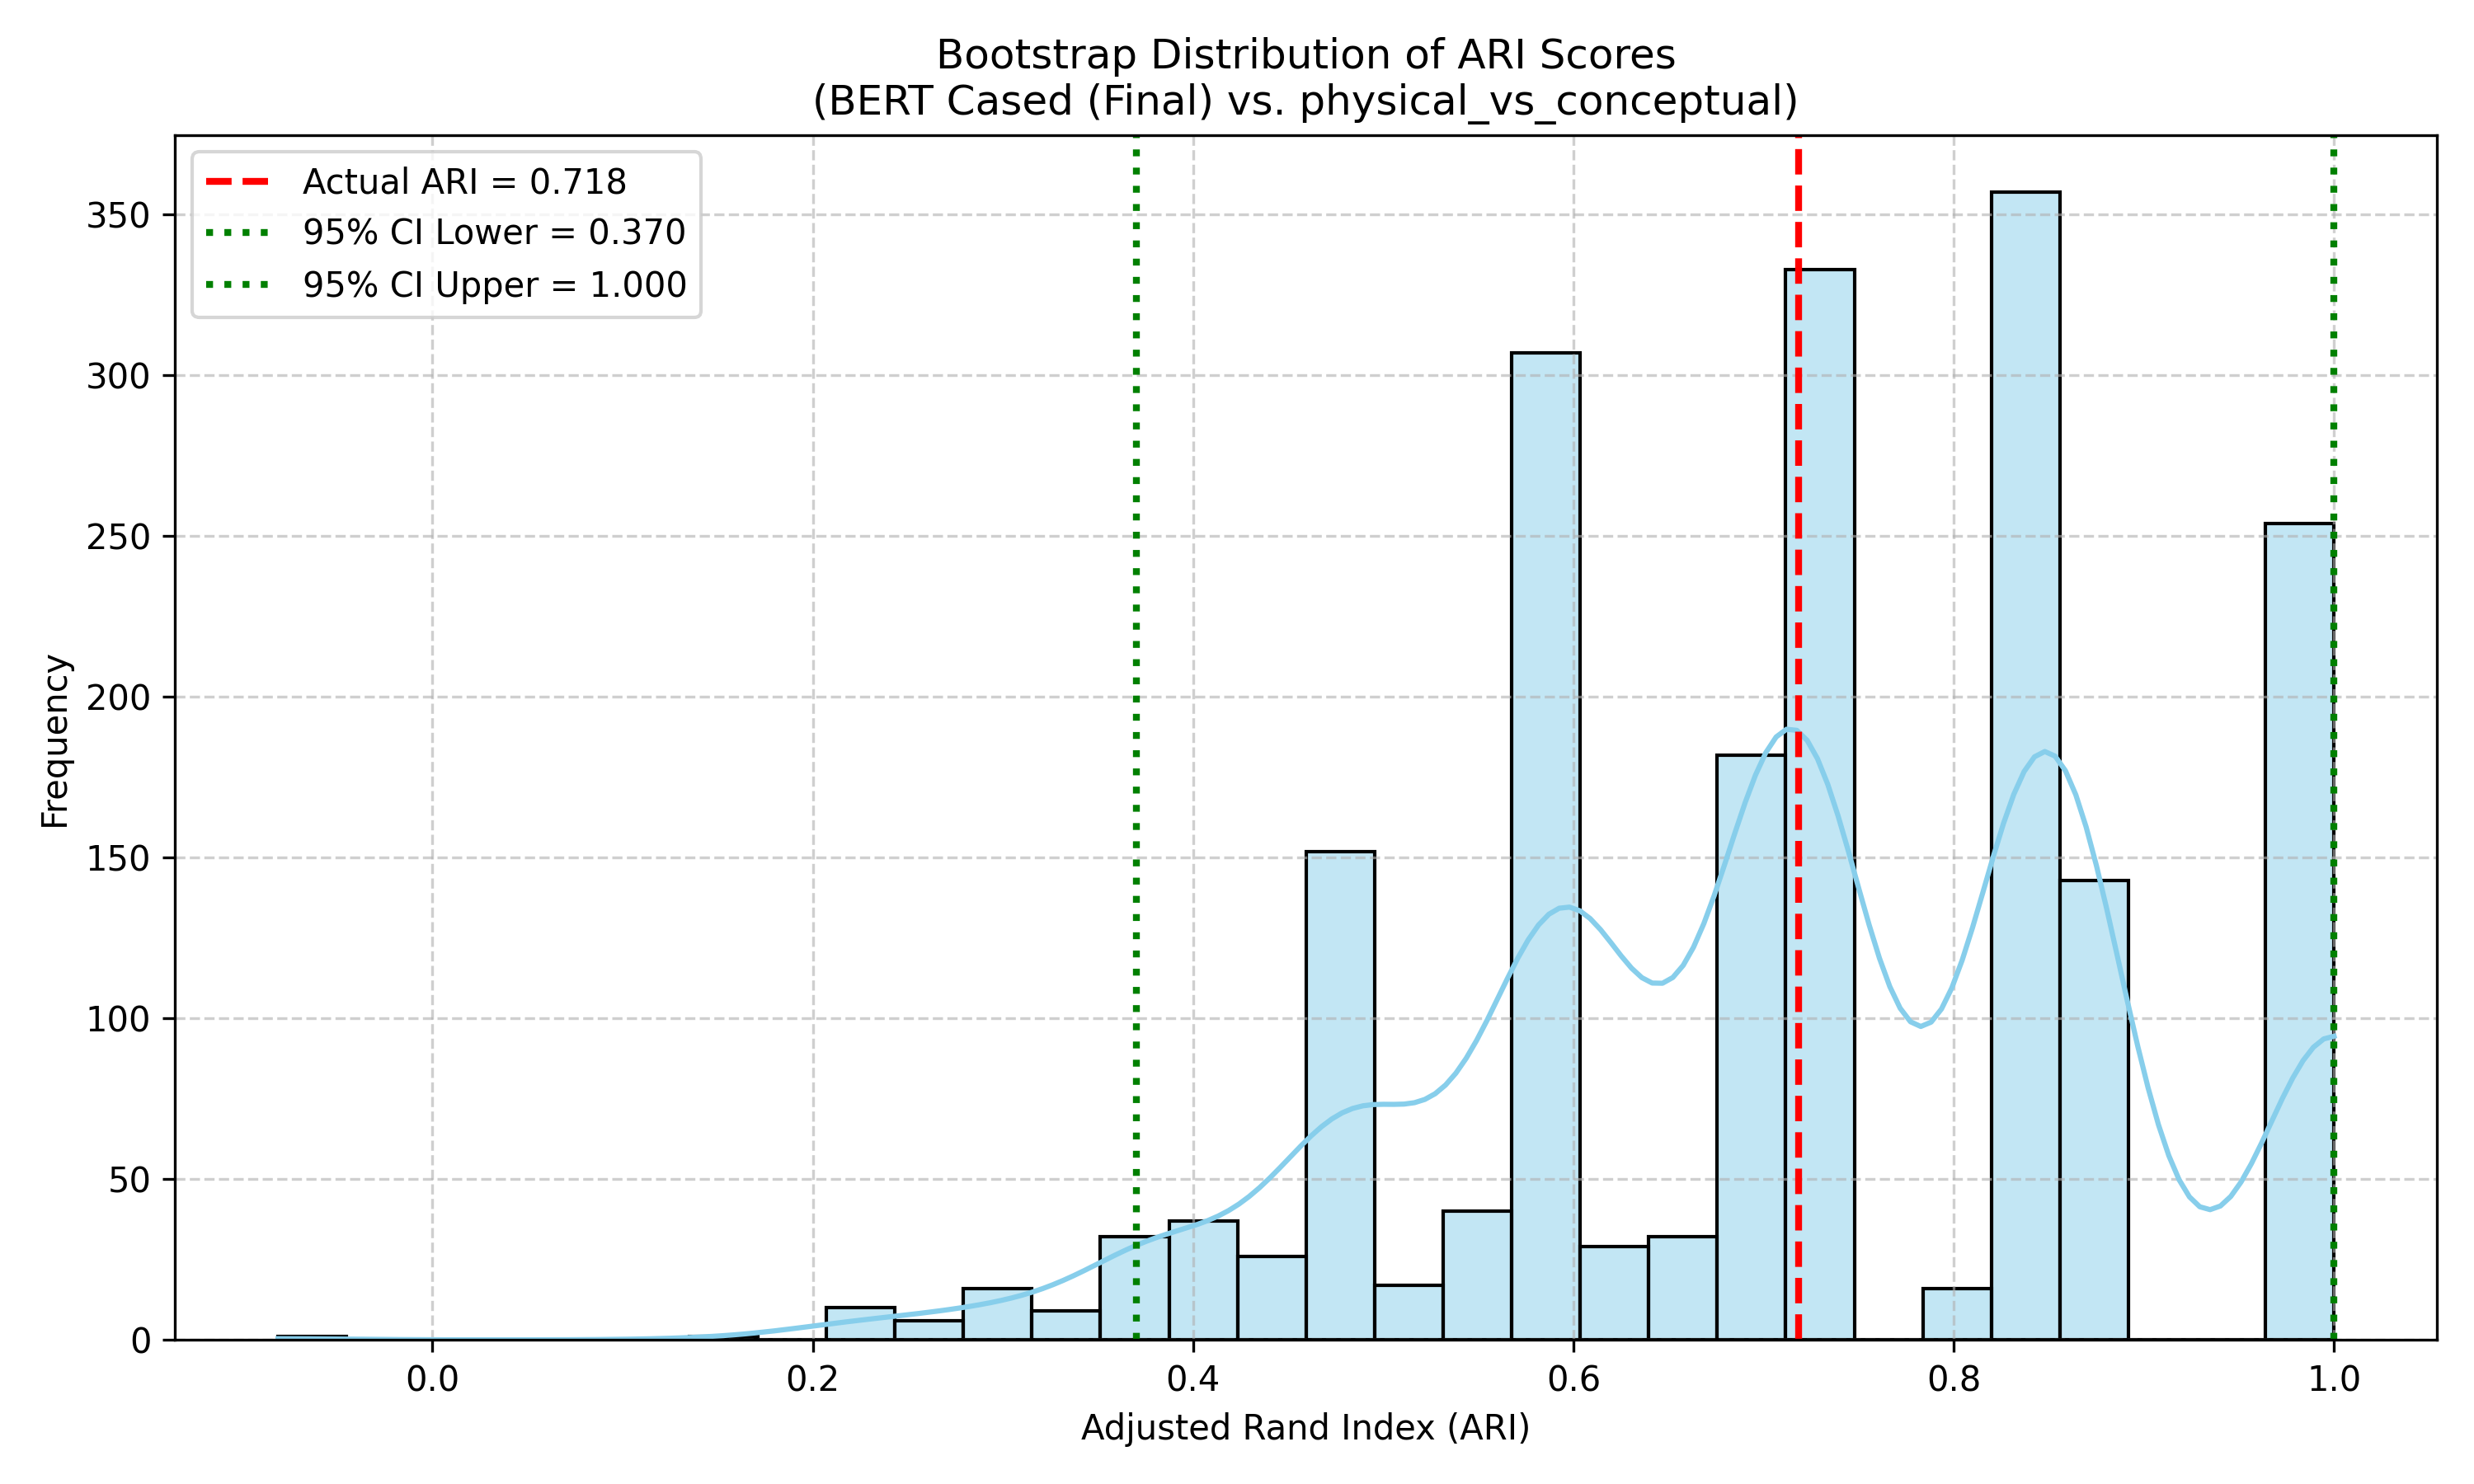 Bootstrap Distribution of ARI Scores
(BERT Cased (Final) vs. physical_vs_conceptual)
Actual ARI = 0.718
95% CI Lower = 0.370
95% CI Upper = 1.000
350
300
250
200
150
100
50
0
Frequency
0.0 0.2 0.4 0.6 0.8 1.0
Adjusted Rand Index (ARI)